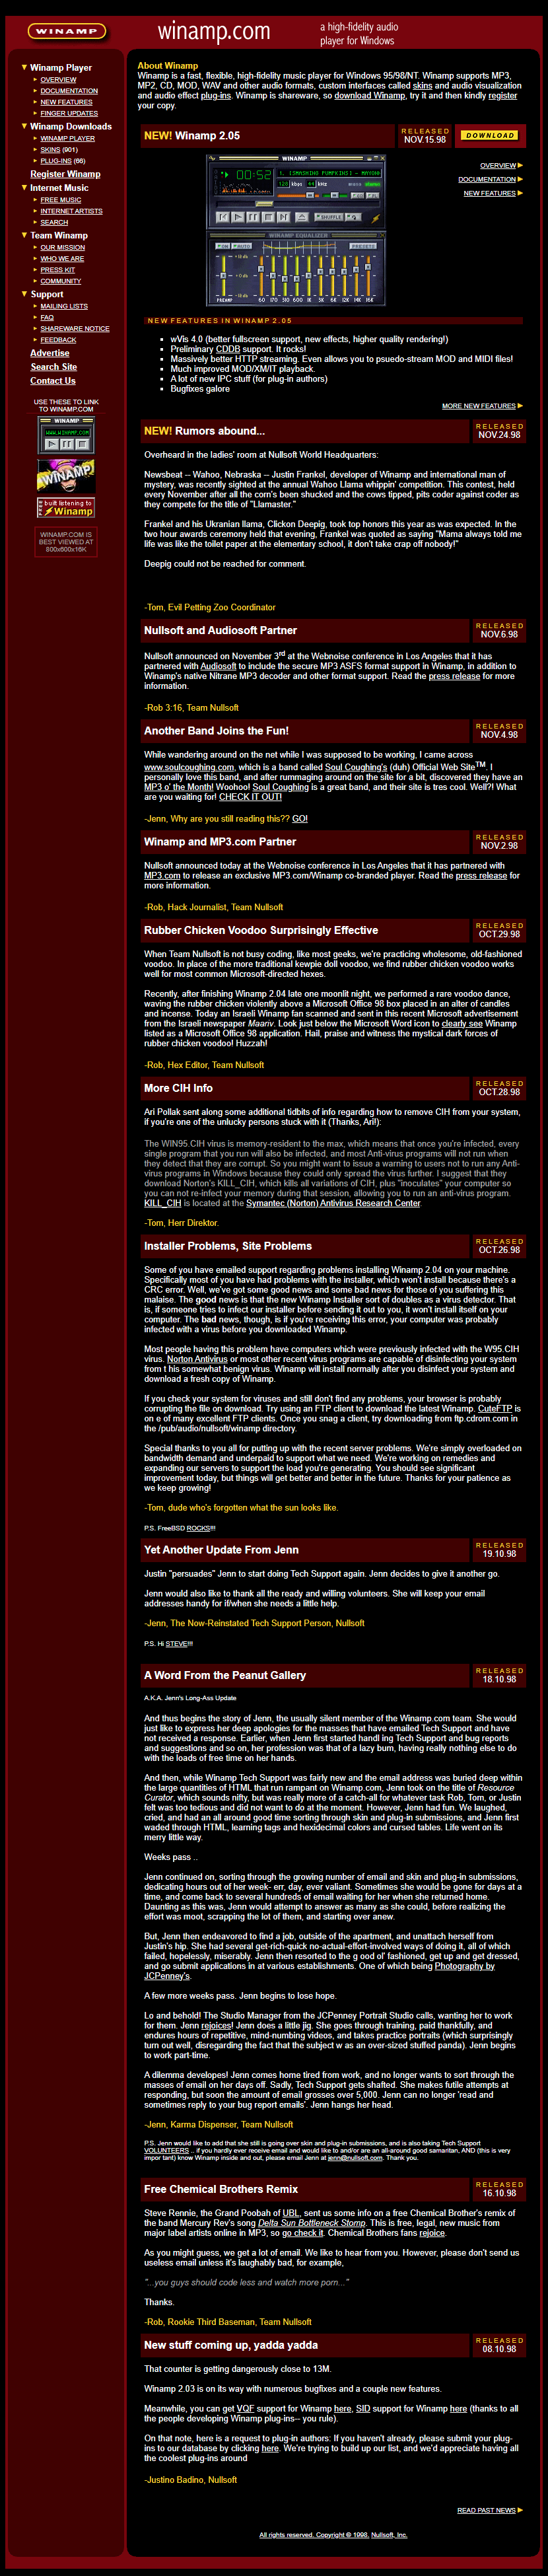 WINAMP
winamp.com
a high-fidelity audio
player for Windows
Winamp Player
OVERVIEW
DOCUMENTATION
NEW FEATURES
FINGER UPDATES
Winamp Downloads
WINAMP PLAYER
SKINS (901)
PLUG-INS (66)
Register Winamp
Internet Music
FREE MUSIC
INTERNET ARTISTS
SEARCH
Team Winamp
OUR MISSION
WHO WE ARE
PRESS KIT
COMMUNITY
Support
MAILING LISTS
FAQ
SHAREWARE NOTICE
FEEDBACK
Advertise
Search Site
Contact Us
USE THESE TO LINK
TO WINAMP.COM
WINAMP
WWW.WINAMP.COM
WINAMP
built listening to
Winamp
WINAMP.COM IS
BEST VIEWED AT
800x600x16K
About Winamp
Winamp is a fast, flexible, high-fidelity music player for Windows 95/98/NT. Winamp supports MP3,
MP2, CD, MOD, WAV and other audio formats, custom interfaces called skins and audio visualization
and audio effect plug-ins. Winamp is shareware, so download Winamp, try it and then kindly register
your copy.
NEW! Winamp 2.05
RELEASED
NOV.15.98
DOWNLOAD
OVERVIEW
DOCUMENTATION
NEW FEATURES
WINAMP
00:52
1. SMASHING PUMPKINS - MAYONA
128 kbps 44 kHz
SHUFFLE
WINAMP EQUALIZER
ON AUTO PRESETS
PREAMP 60 170 310 600 1K 3K 6K 12K 14K 16K
NEW FEATURES IN WINAMP 2.05
wVis 4.0 (better fullscreen support, new effects, higher quality rendering!)
Preliminary CDDB support. It rocks!
Massively better HTTP streaming. Even allows you to psuedo-stream MOD and MIDI files!
Much improved MOD/XM/IT playback.
A lot of new IPC stuff (for plug-in authors)
Bugfixes galore
MORE NEW FEATURES
NEW! Rumors abound...
RELEASED
NOV.24.98
Overheard in the ladies' room at Nullsoft World Headquarters:
Newsbeat -- Wahoo, Nebraska -- Justin Frankel, developer of Winamp and international man of
mystery, was recently sighted at the annual Wahoo Llama whippin' competition. This contest, held
every November after all the corn's been shucked and the cows tipped, pits coder against coder as
they compete for the title of "Llamaster."
Frankel and his Ukranian llama, Clickon Deepig, took top honors this year as was expected. In the
two hour awards ceremony held that evening, Frankel was quoted as saying "Mama always told me
life was like the toilet paper at the elementary school, it don't take crap off nobody!"
Deepig could not be reached for comment.
-Tom, Evil Petting Zoo Coordinator
Nullsoft and Audiosoft Partner
RELEASED
NOV.6.98
Nullsoft announced on November 3rd at the Webnoise conference in Los Angeles that it has
partnered with Audiosoft to include the secure MP3 ASFS format support in Winamp, in addition to
Winamp's native Nitrane MP3 decoder and other format support. Read the press release for more
information.
-Rob 3:16, Team Nullsoft
Another Band Joins the Fun!
RELEASED
NOV.4.98
While wandering around on the net while I was supposed to be working, I came across
www.soulcoughing.com, which is a band called Soul Coughing's (duh) Official Web SiteTM. I
personally love this band, and after rummaging around on the site for a bit, discovered they have an
MP3 o' the Month! Woohoo! Soul Coughing is a great band, and their site is tres cool. Well?! What
are you waiting for! CHECK IT OUT!
-Jenn, Why are you still reading this?? GO!
Winamp and MP3.com Partner
RELEASED
NOV.2.98
Nullsoft announced today at the Webnoise conference in Los Angeles that it has partnered with
MP3.com to release an exclusive MP3.com/Winamp co-branded player. Read the press release for
more information.
-Rob, Hack Journalist, Team Nullsoft
Rubber Chicken Voodoo Surprisingly Effective
RELEASED
OCT.29.98
When Team Nullsoft is not busy coding, like most geeks, we're practicing wholesome, old-fashioned
voodoo. In place of the more traditional kewpie doll voodoo, we find rubber chicken voodoo works
well for most common Microsoft-directed hexes.
Recently, after finishing Winamp 2.04 late one moonlit night, we performed a rare voodoo dance,
waving the rubber chicken violently above a Microsoft Office 98 box placed in an alter of candles
and incense. Today an Israeli Winamp fan scanned and sent in this recent Microsoft advertisement
from the Israeli newspaper Maariv. Look just below the Microsoft Word icon to clearly see Winamp
listed as a Microsoft Office 98 application. Hail, praise and witness the mystical dark forces of
rubber chicken voodoo! Huzzah!
-Rob, Hex Editor, Team Nullsoft
More CIH Info
RELEASED
OCT.28.98
Ari Pollak sent along some additional tidbits of info regarding how to remove CIH from your system,
if you're one of the unlucky persons stuck with it (Thanks, Ari!):
The WIN95.CIH virus is memory-resident to the max, which means that once you're infected, every
single program that you run will also be infected, and most Anti-virus programs will not run when
they detect that they are corrupt. So you might want to issue a warning to users not to run any Anti-
virus programs in Windows because they could only spread the virus further. I suggest that they
download Norton's KILL_CIH, which kills all variations of CIH, plus "inoculates" your computer so
you can not re-infect your memory during that session, allowing you to run an anti-virus program.
KILL_CIH is located at the Symantec (Norton) Antivirus Research Center.
-Tom, Herr Direktor.
Installer Problems, Site Problems
RELEASED
OCT.26.98
Some of you have emailed support regarding problems installing Winamp 2.04 on your machine.
Specifically most of you have had problems with the installer, which won't install because there's a
CRC error. Well, we've got some good news and some bad news for those of you suffering this
malaise. The good news is that the new Winamp Installer sort of doubles as a virus detector. That
is, if someone tries to infect our installer before sending it out to you, it won't install itself on your
computer. The bad news, though, is if you're receiving this error, your computer was probably
infected with a virus before you downloaded Winamp.
Most people having this problem have computers which were previously infected with the W95.CIH
virus. Norton Antivirus or most other recent virus programs are capable of disinfecting your system
from t his somewhat benign virus. Winamp will install normally after you disinfect your system and
download a fresh copy of Winamp.
If you check your system for viruses and still don't find any problems, your browser is probably
corrupting the file on download. Try using an FTP client to download the latest Winamp. CuteFTP is
on e of many excellent FTP clients. Once you snag a client, try downloading from ftp.cdrom.com in
the /pub/audio/nullsoft/winamp directory.
Special thanks to you all for putting up with the recent server problems. We're simply overloaded on
bandwidth demand and underpaid to support what we need. We're working on remedies and
expanding our servers to support the load you're generating. You should see significant
improvement today, but things will get better and better in the future. Thanks for your patience as
we keep growing!
-Tom, dude who's forgotten what the sun looks like.
P.S. FreeBSD ROCKS!!!
Yet Another Update From Jenn
RELEASED
19.10.98
Justin "persuades" Jenn to start doing Tech Support again. Jenn decides to give it another go.
Jenn would also like to thank all the ready and willing volunteers. She will keep your email
addresses handy for if/when she needs a little help.
-Jenn, The Now-Reinstated Tech Support Person, Nullsoft
P.S. Hi STEVE!!!
A Word From the Peanut Gallery
RELEASED
18.10.98
A.K.A. Jenn's Long-Ass Update
And thus begins the story of Jenn, the usually silent member of the Winamp.com team. She would
just like to express her deep apologies for the masses that have emailed Tech Support and have
not received a response. Earlier, when Jenn first started handl ing Tech Support and bug reports
and suggestions and so on, her profession was that of a lazy bum, having really nothing else to do
with the loads of free time on her hands.
And then, while Winamp Tech Support was fairly new and the email address was buried deep within
the large quantities of HTML that run rampant on Winamp.com, Jenn took on the title of Resource
Curator, which sounds nifty, but was really more of a catch-all for whatever task Rob, Tom, or Justin
felt was too tedious and did not want to do at the moment. However, Jenn had fun. We laughed,
cried, and had an all around good time sorting through skin and plug-in submissions, and Jenn first
waded through HTML, learning tags and hexidecimal colors and cursed tables. Life went on its
merry little way.
Weeks pass ..
Jenn continued on, sorting through the growing number of email and skin and plug-in submissions,
dedicating hours out of her week- err, day, ever valiant. Sometimes she would be gone for days at a
time, and come back to several hundreds of email waiting for her when she returned home.
Daunting as this was, Jenn would attempt to answer as many as she could, before realizing the
effort was moot, scrapping the lot of them, and starting over anew.
But, Jenn then endeavored to find a job, outside of the apartment, and unattach herself from
Justin's hip. She had several get-rich-quick no-actual-effort-involved ways of doing it, all of which
failed, hopelessly, miserably. Jenn then resorted to the g ood ol' fashioned, get up and get dressed,
and go submit applications in at various establishments. One of which being Photography by
JCPenney's.
A few more weeks pass. Jenn begins to lose hope.
Lo and behold! The Studio Manager from the JCPenney Portrait Studio calls, wanting her to work
for them. Jenn rejoices! Jenn does a little jig. She goes through training, paid thankfully, and
endures hours of repetitive, mind-numbing videos, and takes practice portraits (which surprisingly
turn out well, disregarding the fact that the subject w as an over-sized stuffed panda). Jenn begins
to work part-time.
A dilemma developes! Jenn comes home tired from work, and no longer wants to sort through the
masses of email on her days off. Sadly, Tech Support gets shafted. She makes futile attempts at
responding, but soon the amount of email grosses over 5,000. Jenn can no longer 'read and
sometimes reply to your bug report emails'. Jenn hangs her head.
-Jenn, Karma Dispenser, Team Nullsoft
P.S. Jenn would like to add that she still is going over skin and plug-in submissions, and is also taking Tech Support
VOLUNTEERS .. if you hardly ever receive email and would like to and/or are an all-around good samaritan, AND (this is very
impor tant) know Winamp inside and out, please email Jenn at jenn@nullsoft.com. Thank you.
Free Chemical Brothers Remix
RELEASED
16.10.98
Steve Rennie, the Grand Poobah of UBL, sent us some info on a free Chemical Brother's remix of
the band Mercury Rev's song Delta Sun Bottleneck Stomp. This is free, legal, new music from
major label artists online in MP3, so go check it. Chemical Brothers fans rejoice.
As you might guess, we get a lot of email. We like to hear from you. However, please don't send us
useless email unless it's laughably bad, for example,
"...you guys should code less and watch more porn..."
Thanks.
-Rob, Rookie Third Baseman, Team Nullsoft
New stuff coming up, yadda yadda
RELEASED
08.10.98
That counter is getting dangerously close to 13M.
Winamp 2.03 is on its way with numerous bugfixes and a couple new features.
Meanwhile, you can get VQF support for Winamp here, SID support for Winamp here (thanks to all
the people developing Winamp plug-ins-- you rule).
On that note, here is a request to plug-in authors: If you haven't already, please submit your plug-
ins to our database by clicking here. We're trying to build up our list, and we'd appreciate having all
the coolest plug-ins around
-Justino Badino, Nullsoft
READ PAST NEWS
All rights reserved. Copyright © 1998, Nullsoft, Inc.